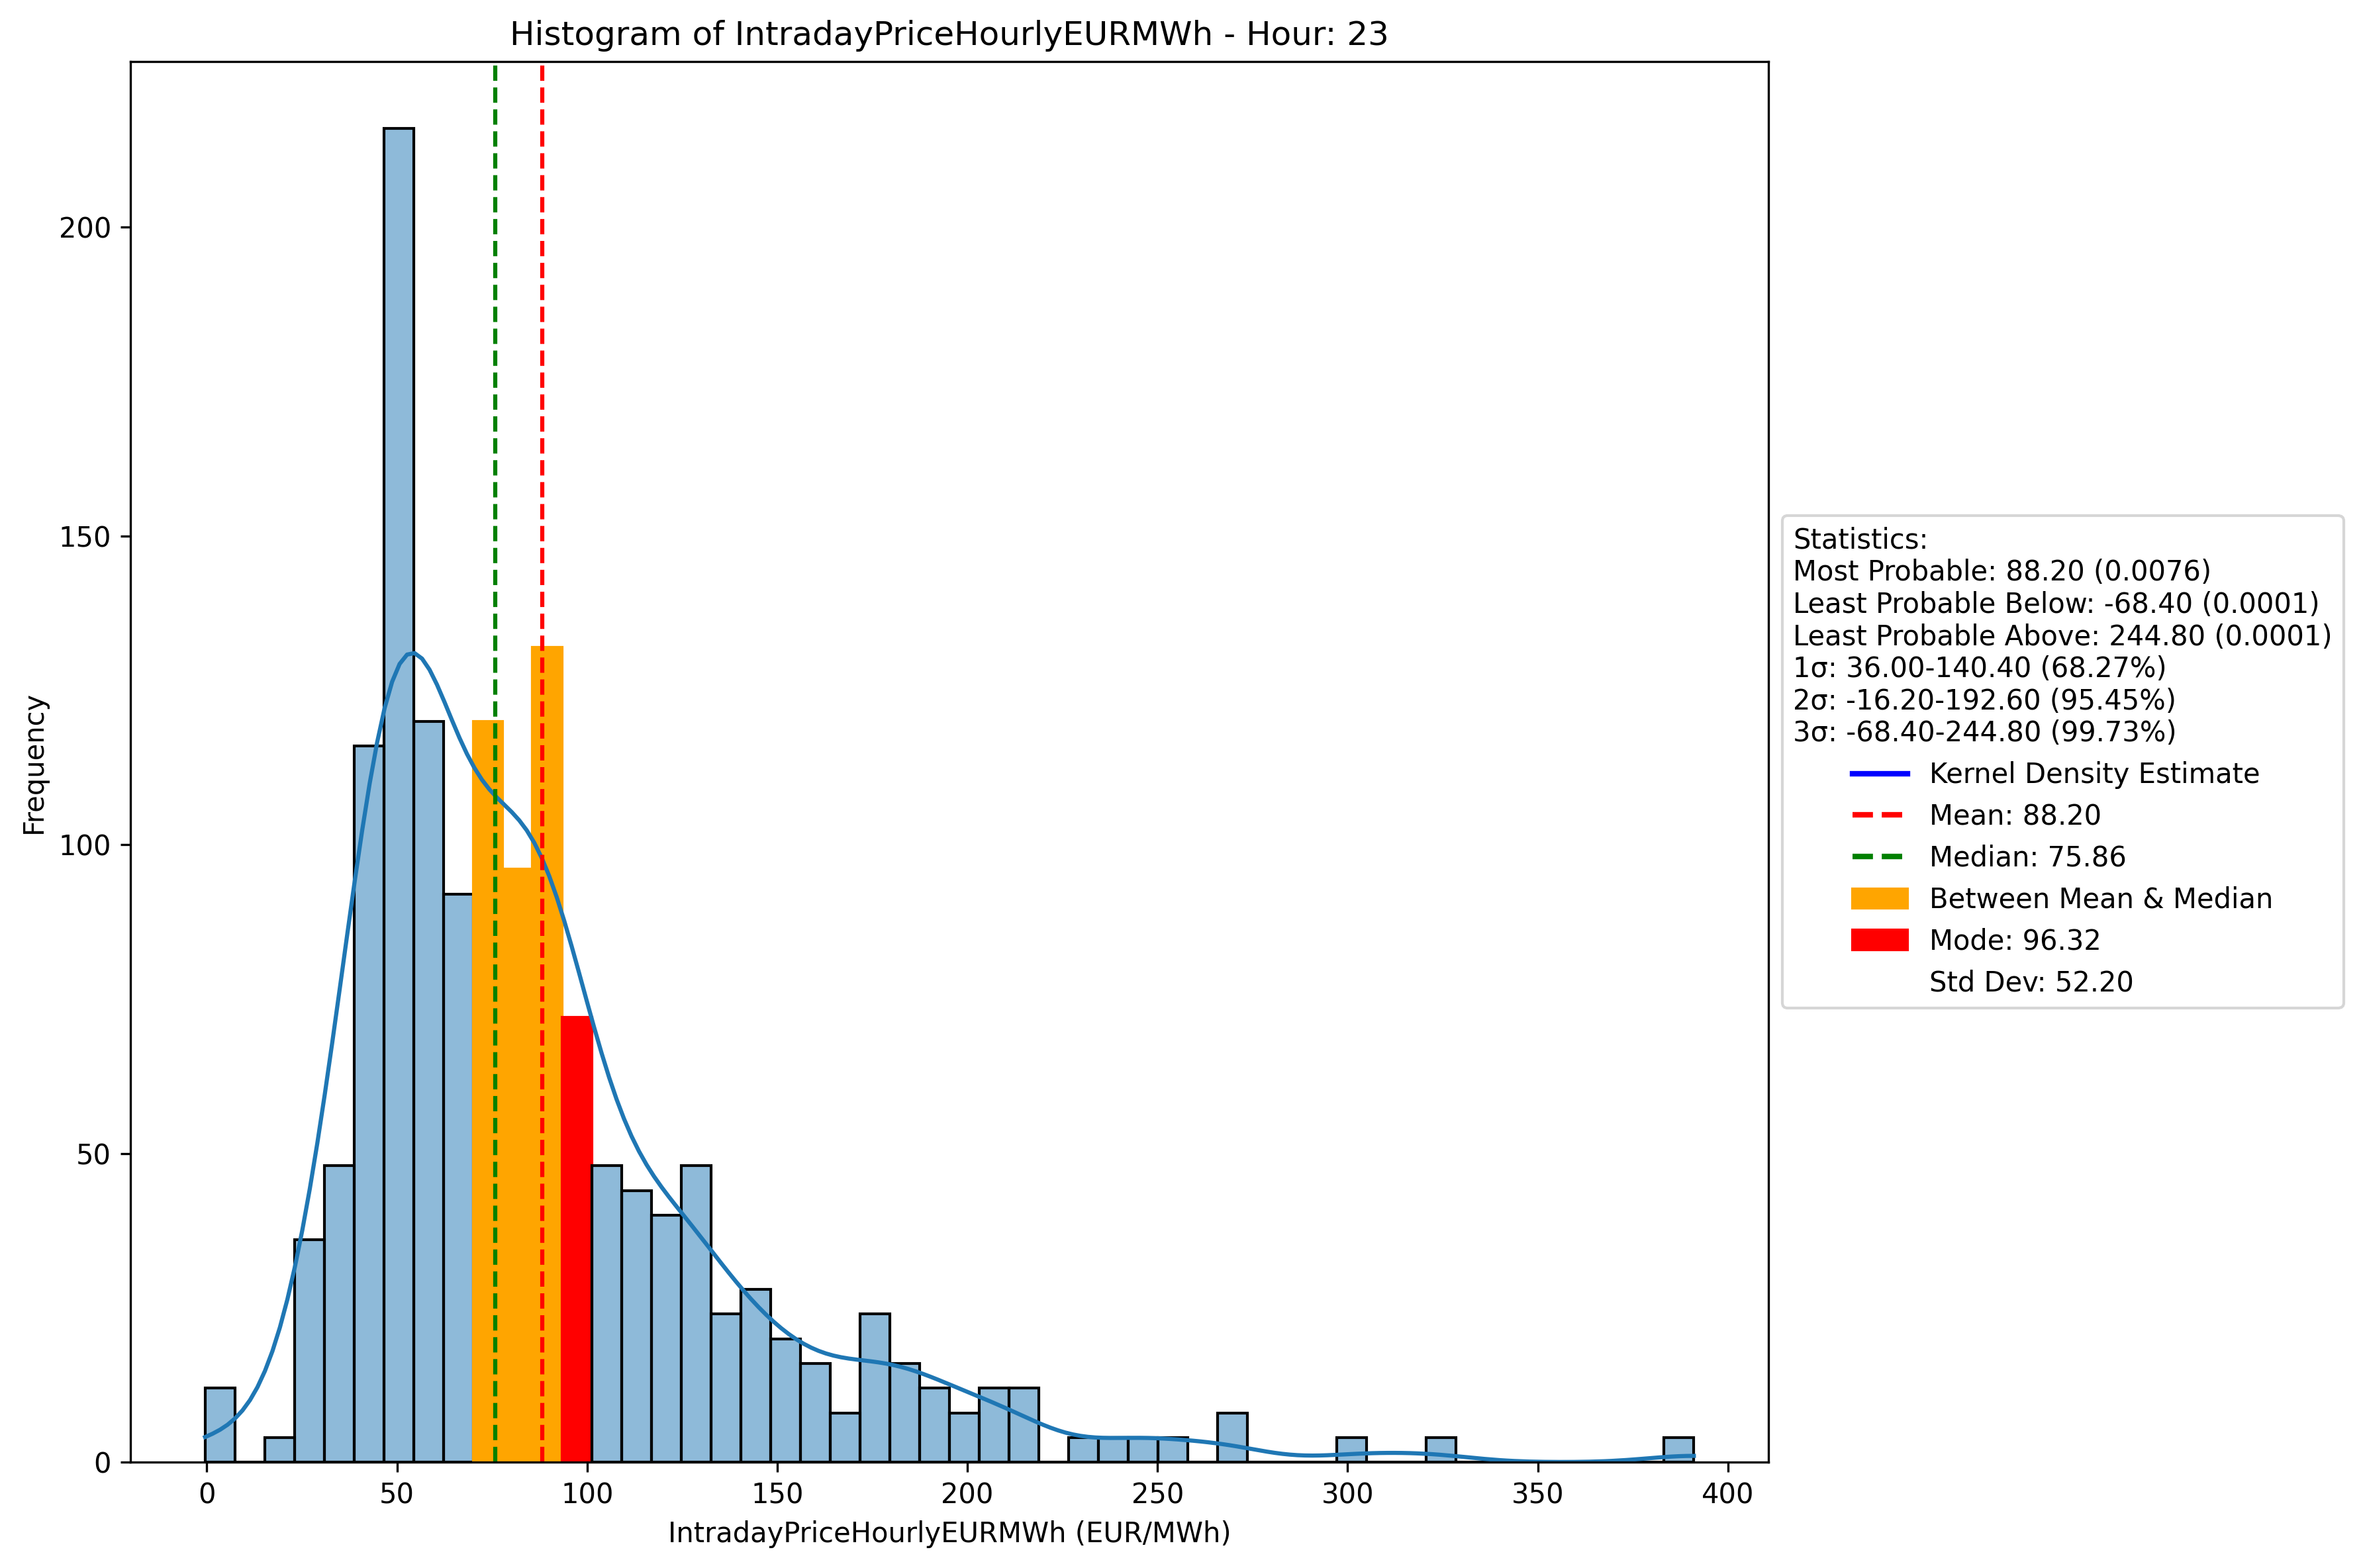 Histogram of IntradayPriceHourlyEURMWh - Hour: 23
Frequency
200
150
100
50
0
0 50 100 150 200 250 300 350 400
IntradayPriceHourlyEURMWh (EUR/MWh)
Statistics:
Most Probable: 88.20 (0.0076)
Least Probable Below: -68.40 (0.0001)
Least Probable Above: 244.80 (0.0001)
1σ: 36.00-140.40 (68.27%)
2σ: -16.20-192.60 (95.45%)
3σ: -68.40-244.80 (99.73%)
Kernel Density Estimate
Mean: 88.20
Median: 75.86
Between Mean & Median
Mode: 96.32
Std Dev: 52.20